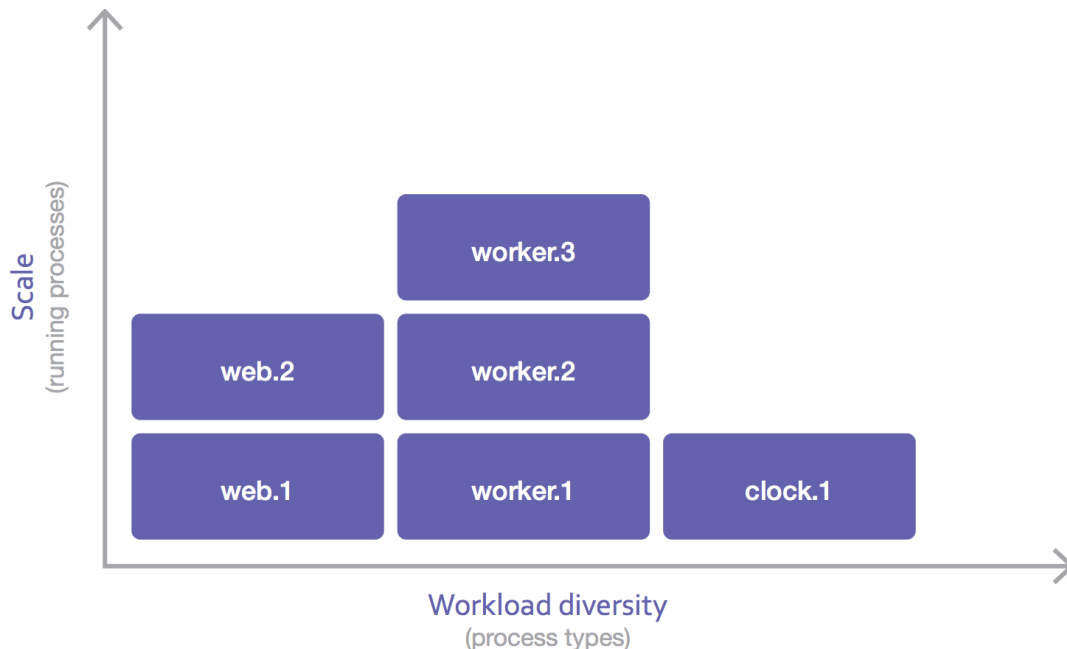 Scale
(running processes)
worker.3
web.2
worker.2
web.1
worker.1
clock.1
Workload diversity
(process types)